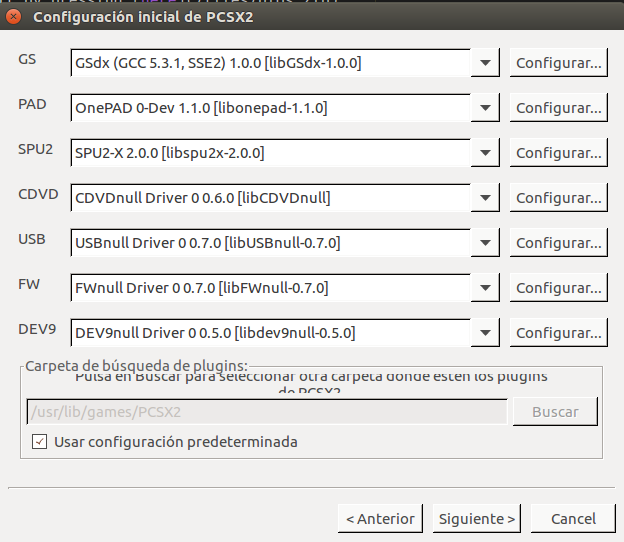 Configuración inicial de PCSX2
GS
GSdx (GCC 5.3.1, SSE2) 1.0.0 [libGSdx-1.0.0]
Configurar...
PAD
OnePAD 0-Dev 1.1.0 [libonepad-1.1.0]
Configurar...
SPU2
SPU2-X 2.0.0 [libspu2x-2.0.0]
Configurar...
CDVD
CDVDnull Driver 0 0.6.0 [libCDVDnull]
Configurar...
USB
USBnull Driver 0 0.7.0 [libUSBnull-0.7.0]
Configurar...
FW
FWnull Driver 0 0.7.0 [libFWnull-0.7.0]
Configurar...
DEV9
DEV9null Driver 0 0.5.0 [libdev9null-0.5.0]
Configurar...
Carpeta de búsqueda de plugins:
Pulsa en Buscar para seleccionar otra carpeta donde estén los plugins
de PCSX2
/usr/lib/games/PCSX2
Buscar
Usar configuración predeterminada
< Anterior
Siguiente >
Cancel